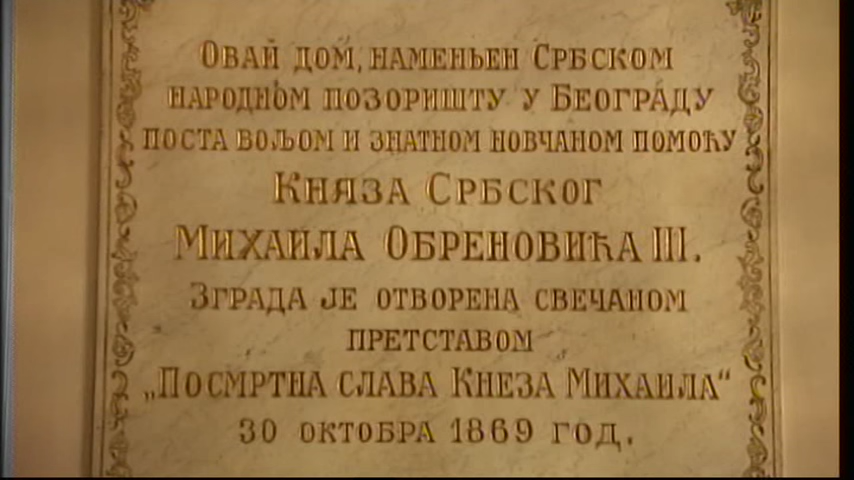 Овай дом, намењен Србском
народном позоришту у Београду
поста вољом и знатном новчаном помоћу
Княза Србског
Михаила Обреновића III.
Зграда је отворена свечаном
претставом
„Посмртна слава Кнеза Михаила“
30 октобра 1869 год.